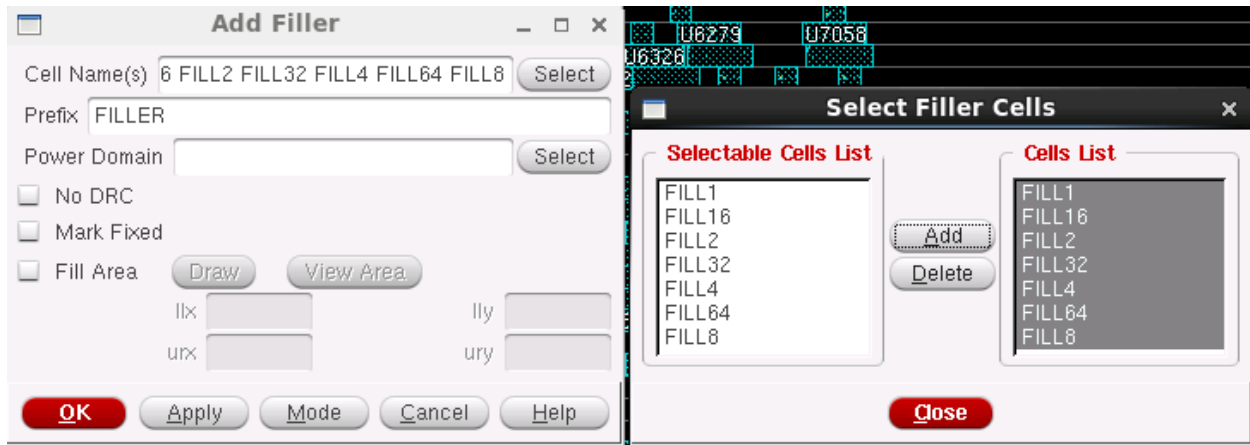 Add Filler
Cell Name(s) 6 FILL2 FILL32 FILL4 FILL64 FILL8 Select
Prefix FILLER
Power Domain Select
No DRC
Mark Fixed
Fill Area Draw View Area
llx lly
urx ury
OK Apply Mode Cancel Help
U6279 U7058
U6326
Select Filler Cells
Selectable Cells List
FILL1
FILL16
FILL2
FILL32
FILL4
FILL64
FILL8
Add
Delete
Cells List
FILL1
FILL16
FILL2
FILL32
FILL4
FILL64
FILL8
Close